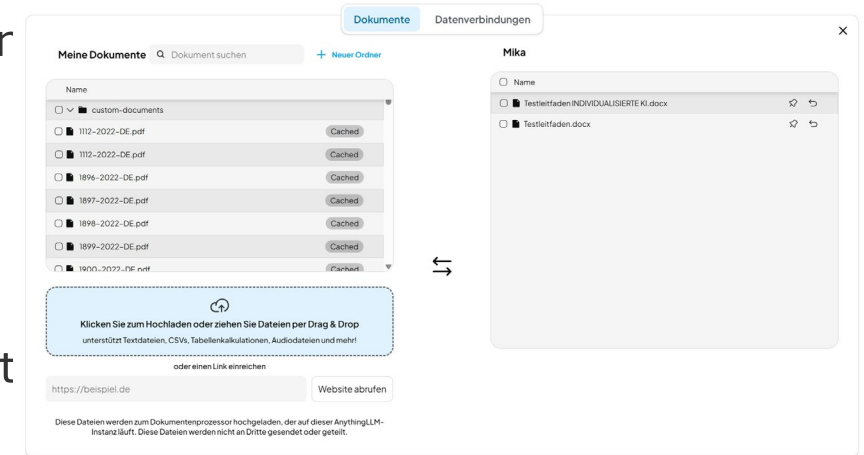 Dokumente Datenverbindungen
Meine Dokumente
Dokument suchen
+ Neuer Ordner
Name
custom-documents
1112-2022-DE.pdf Cached
1112-2022-DE.pdf Cached
1896-2022-DE.pdf Cached
1897-2022-DE.pdf Cached
1898-2022-DE.pdf Cached
1899-2022-DE.pdf Cached
1900-2022-DE.pdf Cached
Klicken Sie zum Hochladen oder ziehen Sie Dateien per Drag & Drop
unterstützt Textdateien, CSVs, Tabellenkalkulationen, Audiodateien und mehr!
oder einen Link einreichen
https://beispiel.de Website abrufen
Diese Dateien werden zum Dokumentenprozessor hochgeladen, der auf dieser AnythingLLM-
Instanz läuft. Diese Dateien werden nicht an Dritte gesendet oder geteilt.
Mika
Name
Testleitfaden INDIVIDUALISIERTE KI.docx
Testleitfaden.docx